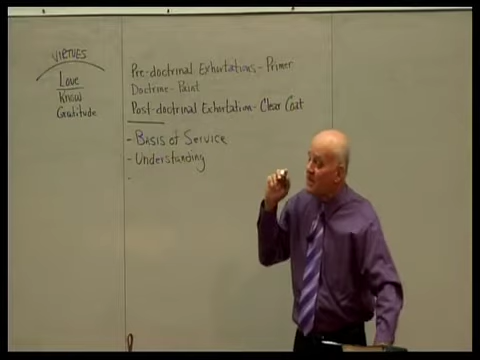 VIRTUES
Love
Know
Gratitude
Pre-doctrinal Exhortations - Primer
Doctrine - Paint
Post-doctrinal Exhortation - Clear Coat
- Basis of Service
- Understanding
-